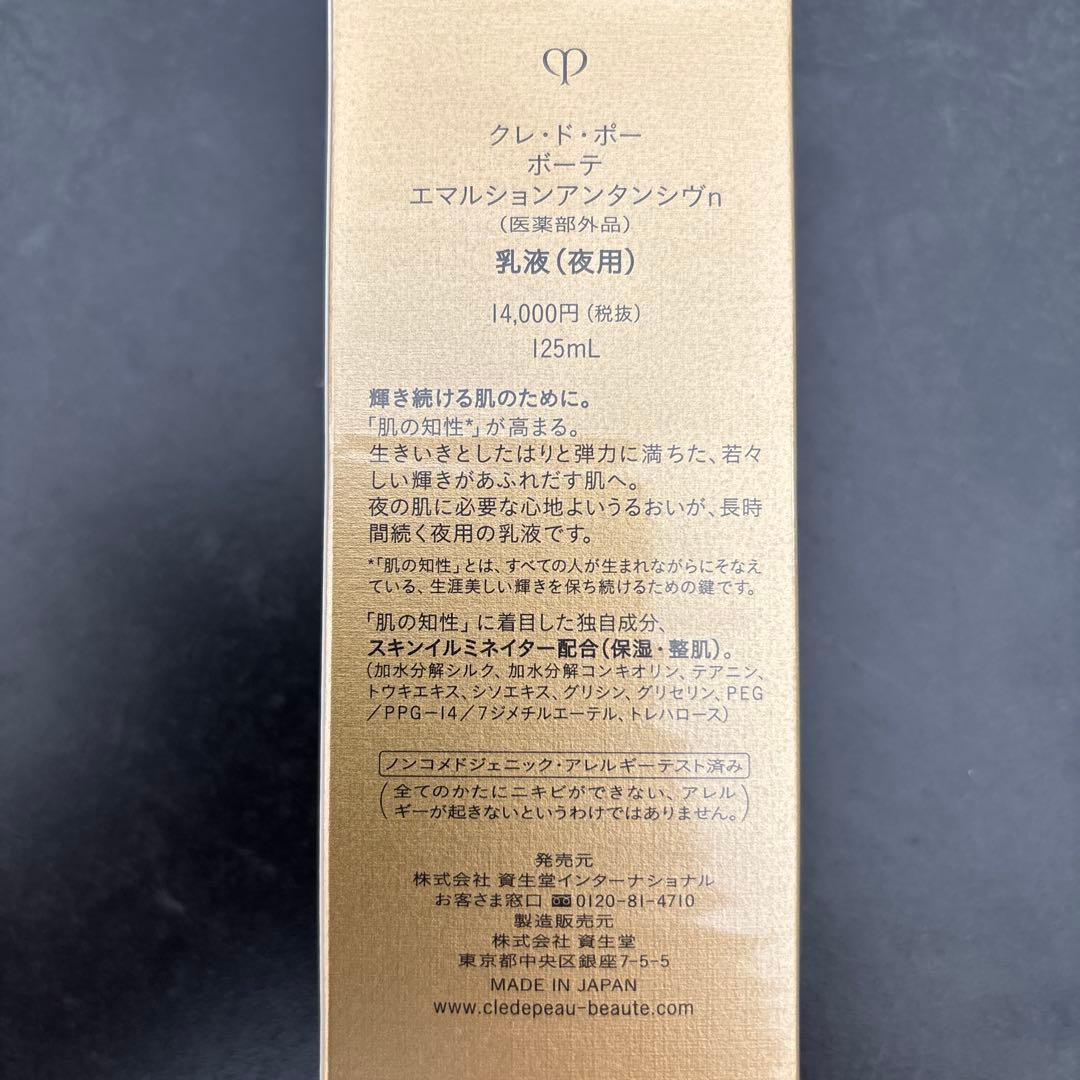 クレ・ド・ポー
ボーテ
エマルションアンタンシヴn
(医薬部外品)
乳液(夜用)
14,000円(税抜)
125mL
輝き続ける肌のために。
「肌の知性*」が高まる。
生きいきとしたはりと弾力に満ちた、若々
しい輝きがあふれだす肌へ。
夜の肌に必要な心地よいうるおいが、長時
間続く夜用の乳液です。
*「肌の知性」とは、すべての人が生まれながらにそなえ
ている、生涯美しい輝きを保ち続けるための鍵です。
「肌の知性」に着目した独自成分、
スキンイルミネイター配合(保湿・整肌)。
(加水分解シルク、加水分解コンキオリン、テアニン、
トウキエキス、シソエキス、グリシン、グリセリン、PEG
/PPG-14/7ジメチルエーテル、トレハロース)
ノンコメドジェニック・アレルギーテスト済み
(全てのかたにニキビができない、アレル
ギーが起きないというわけではありません。)
発売元
株式会社 資生堂インターナショナル
お客さま窓口 0120-81-4710
製造販売元
株式会社 資生堂
東京都中央区銀座7-5-5
MADE IN JAPAN
www.cledepeau-beaute.com